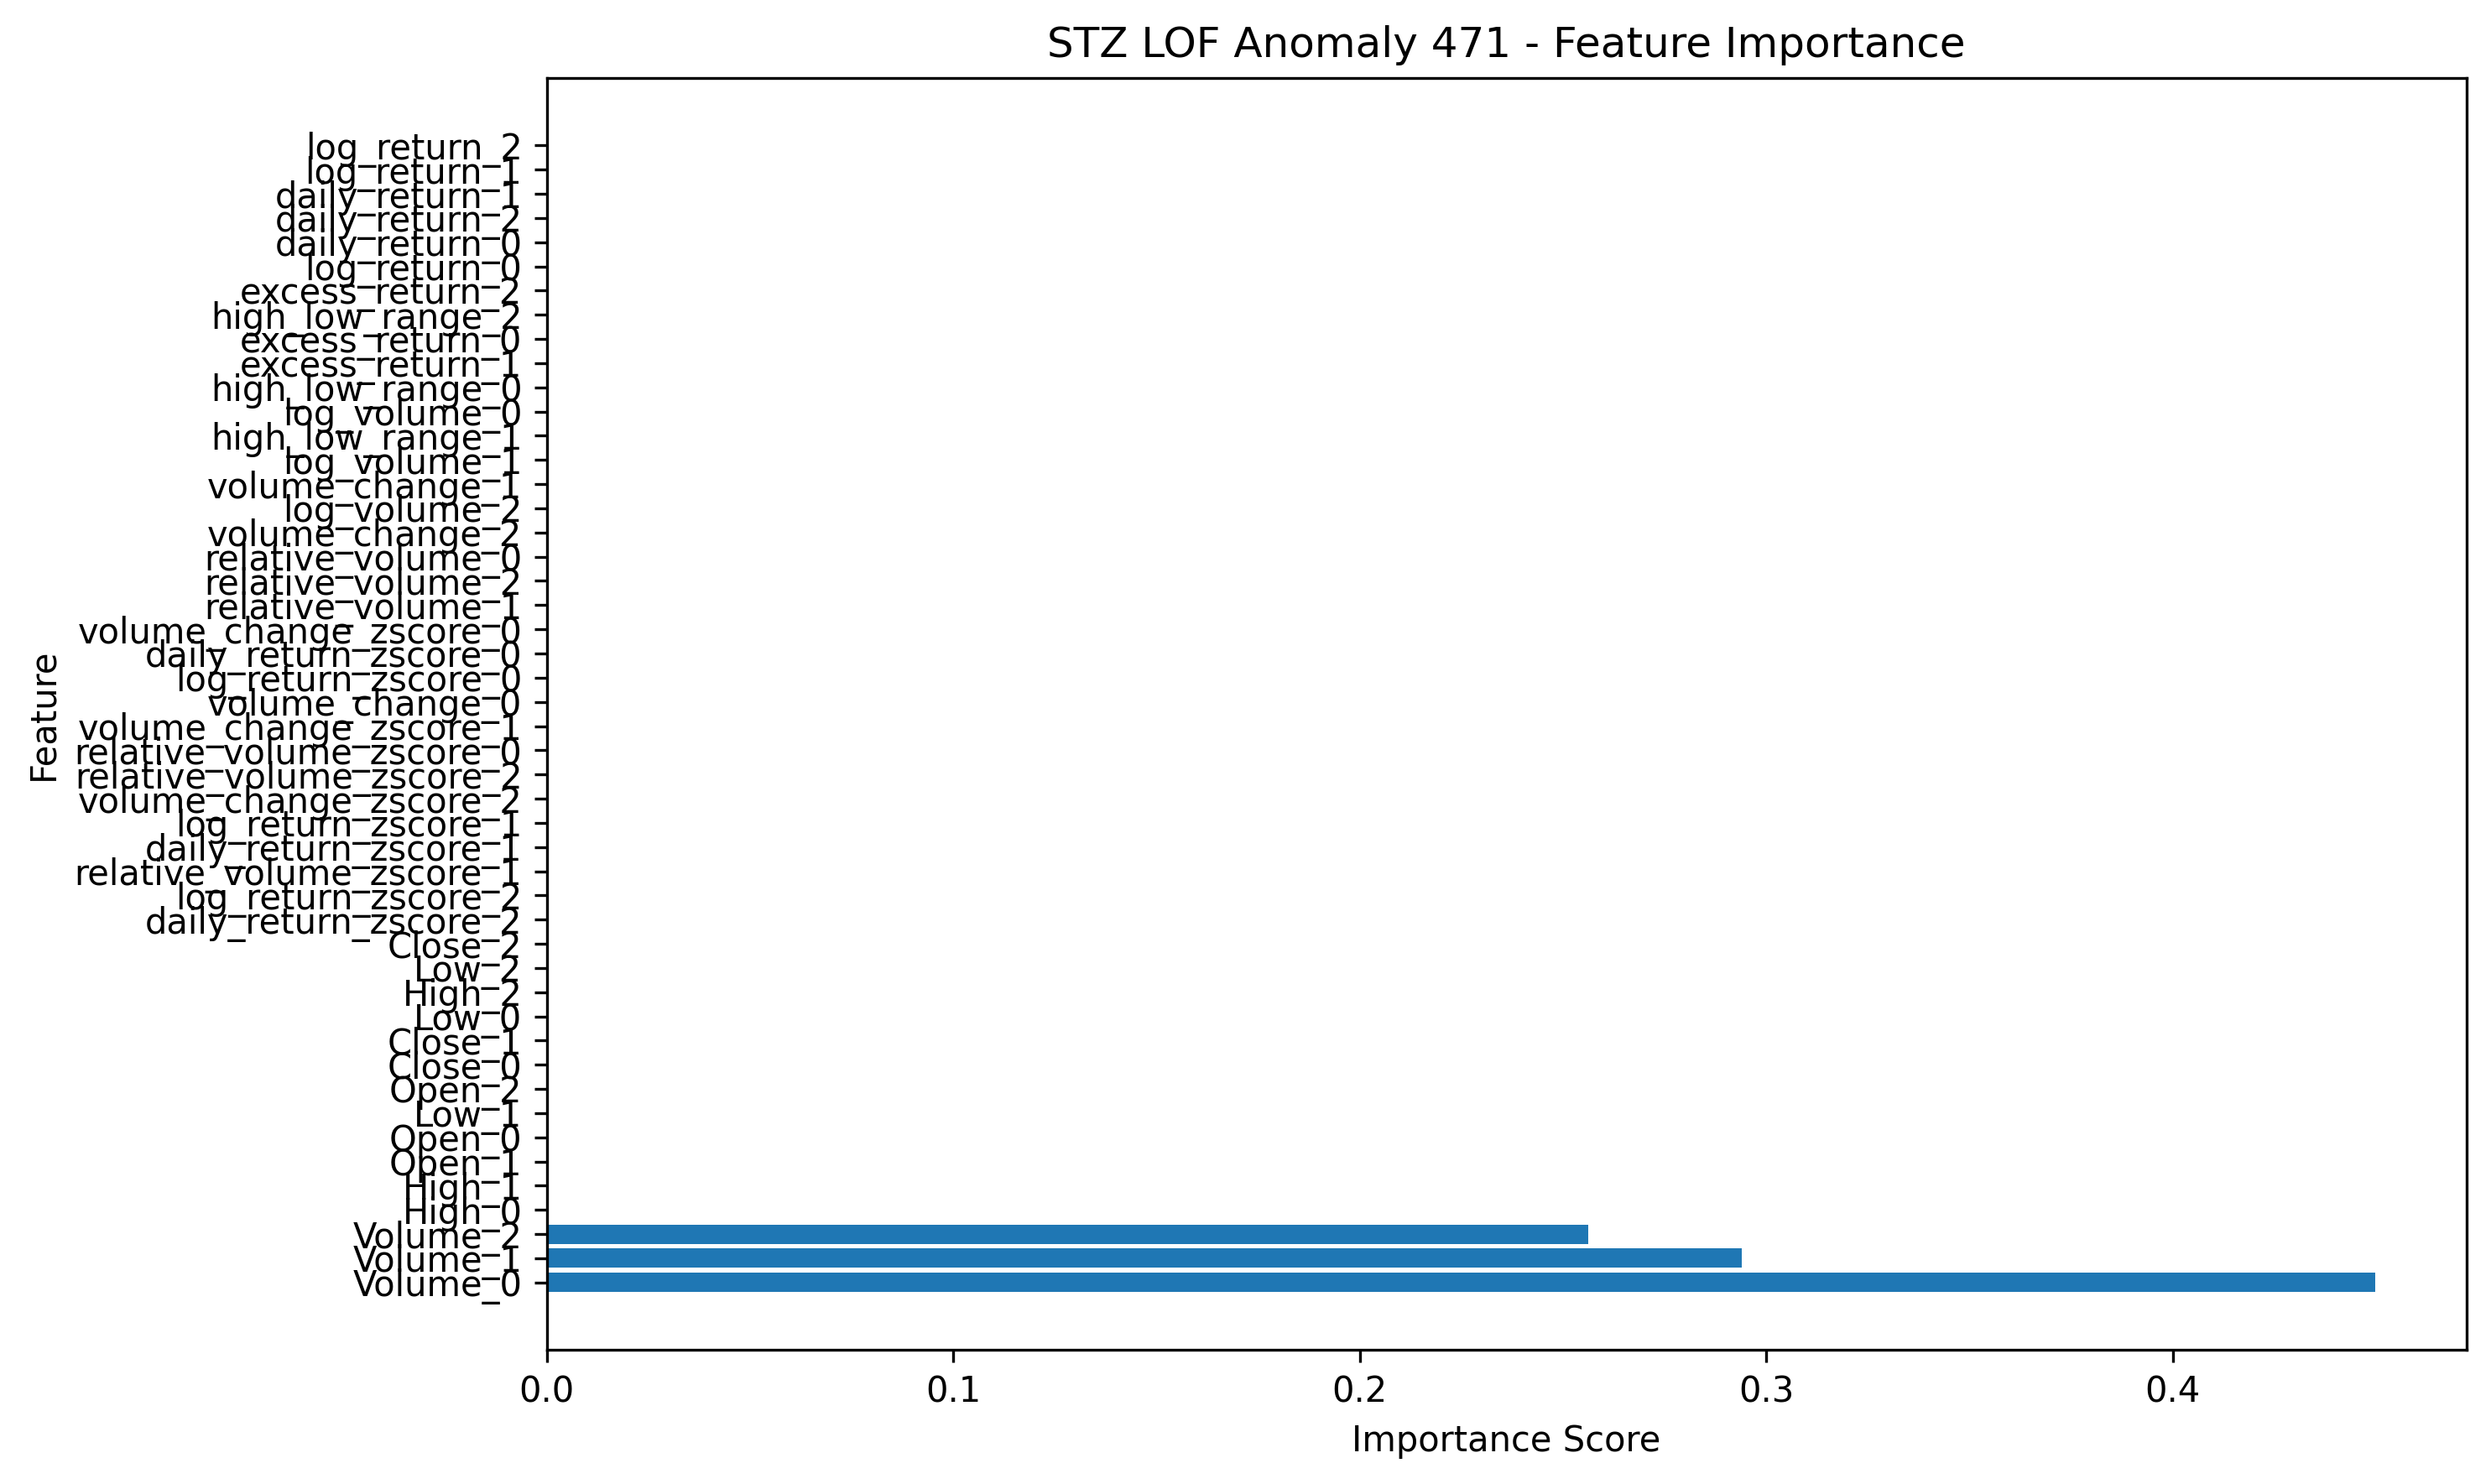 STZ LOF Anomaly 471 - Feature Importance
log_return_2
log_return_1
daily_return_1
daily_return_2
daily_return_0
log_return_0
excess_return_2
high_low_range_2
excess_return_0
excess_return_1
high_low_range_0
log_volume_0
high_low_range_1
log_volume_1
volume_change_1
log_volume_2
volume_change_2
relative_volume_0
relative_volume_2
relative_volume_1
volume_change_zscore_0
daily_return_zscore_0
log_return_zscore_0
volume_change_0
volume_change_zscore_1
relative_volume_zscore_0
relative_volume_zscore_2
volume_change_zscore_2
log_return_zscore_1
daily_return_zscore_1
relative_volume_zscore_1
log_return_zscore_2
daily_return_zscore_2
Close_2
Low_2
High_2
Low_0
Close_1
Close_0
Open_2
Low_1
Open_0
Open_1
High_1
High_0
Volume_2
Volume_1
Volume_0
Feature
0.0 0.1 0.2 0.3 0.4
Importance Score